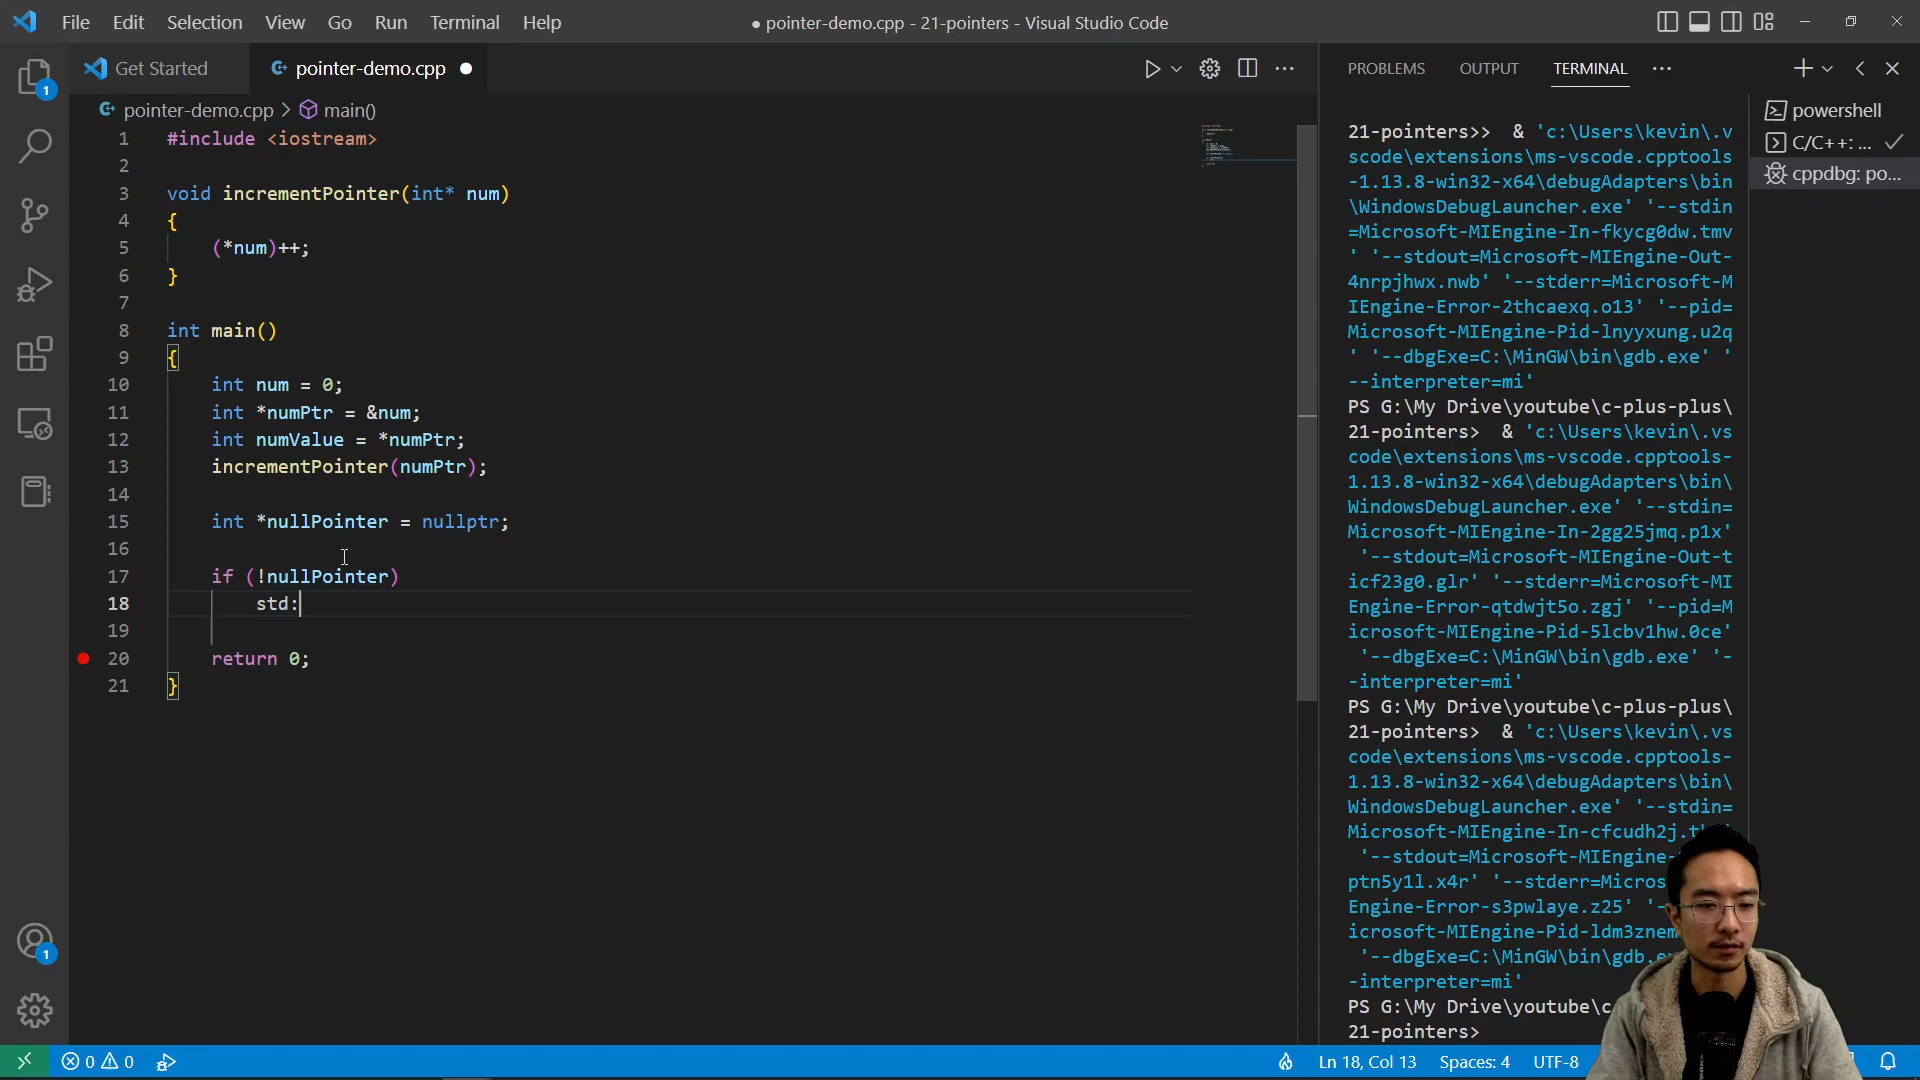 File Edit Selection View Go Run Terminal Help
● pointer-demo.cpp - 21-pointers - Visual Studio Code
Get Started
pointer-demo.cpp ●
pointer-demo.cpp > main()
1 #include <iostream>
2
3 void incrementPointer(int* num)
4 {
5 (*num)++;
6 }
7
8 int main()
9 {
10 int num = 0;
11 int *numPtr = &num;
12 int numValue = *numPtr;
13 incrementPointer(numPtr);
14
15 int *nullPointer = nullptr;
16
17 if (!nullPointer)
18 std:
19
20 return 0;
21 }
PROBLEMS OUTPUT TERMINAL ...
21-pointers>> & 'c:\Users\kevin\.v
scode\extensions\ms-vscode.cpptools
-1.13.8-win32-x64\debugAdapters\bin
\WindowsDebugLauncher.exe' '--stdin
=Microsoft-MIEngine-In-fkycg0dw.tmv
' '--stdout=Microsoft-MIEngine-Out-
4nrpjhwx.nwb' '--stderr=Microsoft-M
IEngine-Error-2thcaexq.o13' '--pid=
Microsoft-MIEngine-Pid-lnyyxung.u2q
' '--dbgExe=C:\MinGW\bin\gdb.exe' '
--interpreter=mi'
PS G:\My Drive\youtube\c-plus-plus\
21-pointers> & 'c:\Users\kevin\.vs
code\extensions\ms-vscode.cpptools-
1.13.8-win32-x64\debugAdapters\bin\
WindowsDebugLauncher.exe' '--stdin=
Microsoft-MIEngine-In-2gg25jmq.p1x'
'--stdout=Microsoft-MIEngine-Out-t
icf23g0.glr' '--stderr=Microsoft-MI
Engine-Error-qtdwjt5o.zgj' '--pid=M
icrosoft-MIEngine-Pid-5lcbv1hw.0ce'
'--dbgExe=C:\MinGW\bin\gdb.exe' '-
-interpreter=mi'
PS G:\My Drive\youtube\c-plus-plus\
21-pointers> & 'c:\Users\kevin\.vs
code\extensions\ms-vscode.cpptools-
1.13.8-win32-x64\debugAdapters\bin\
WindowsDebugLauncher.exe' '--stdin=
Microsoft-MIEngine-In-cfcudh2j.t
'--stdout=Microsoft-MIEngine-
ptn5y1l.x4r' '--stderr=Micros
Engine-Error-s3pwlaye.z25' '-
icrosoft-MIEngine-Pid-ldm3znem
'--dbgExe=C:\MinGW\bin\gdb.e
-interpreter=mi'
PS G:\My Drive\youtube\c
21-pointers>
powershell
C/C++: ...
cppdbg: po...
1
1
0 0
Ln 18, Col 13 Spaces: 4 UTF-8